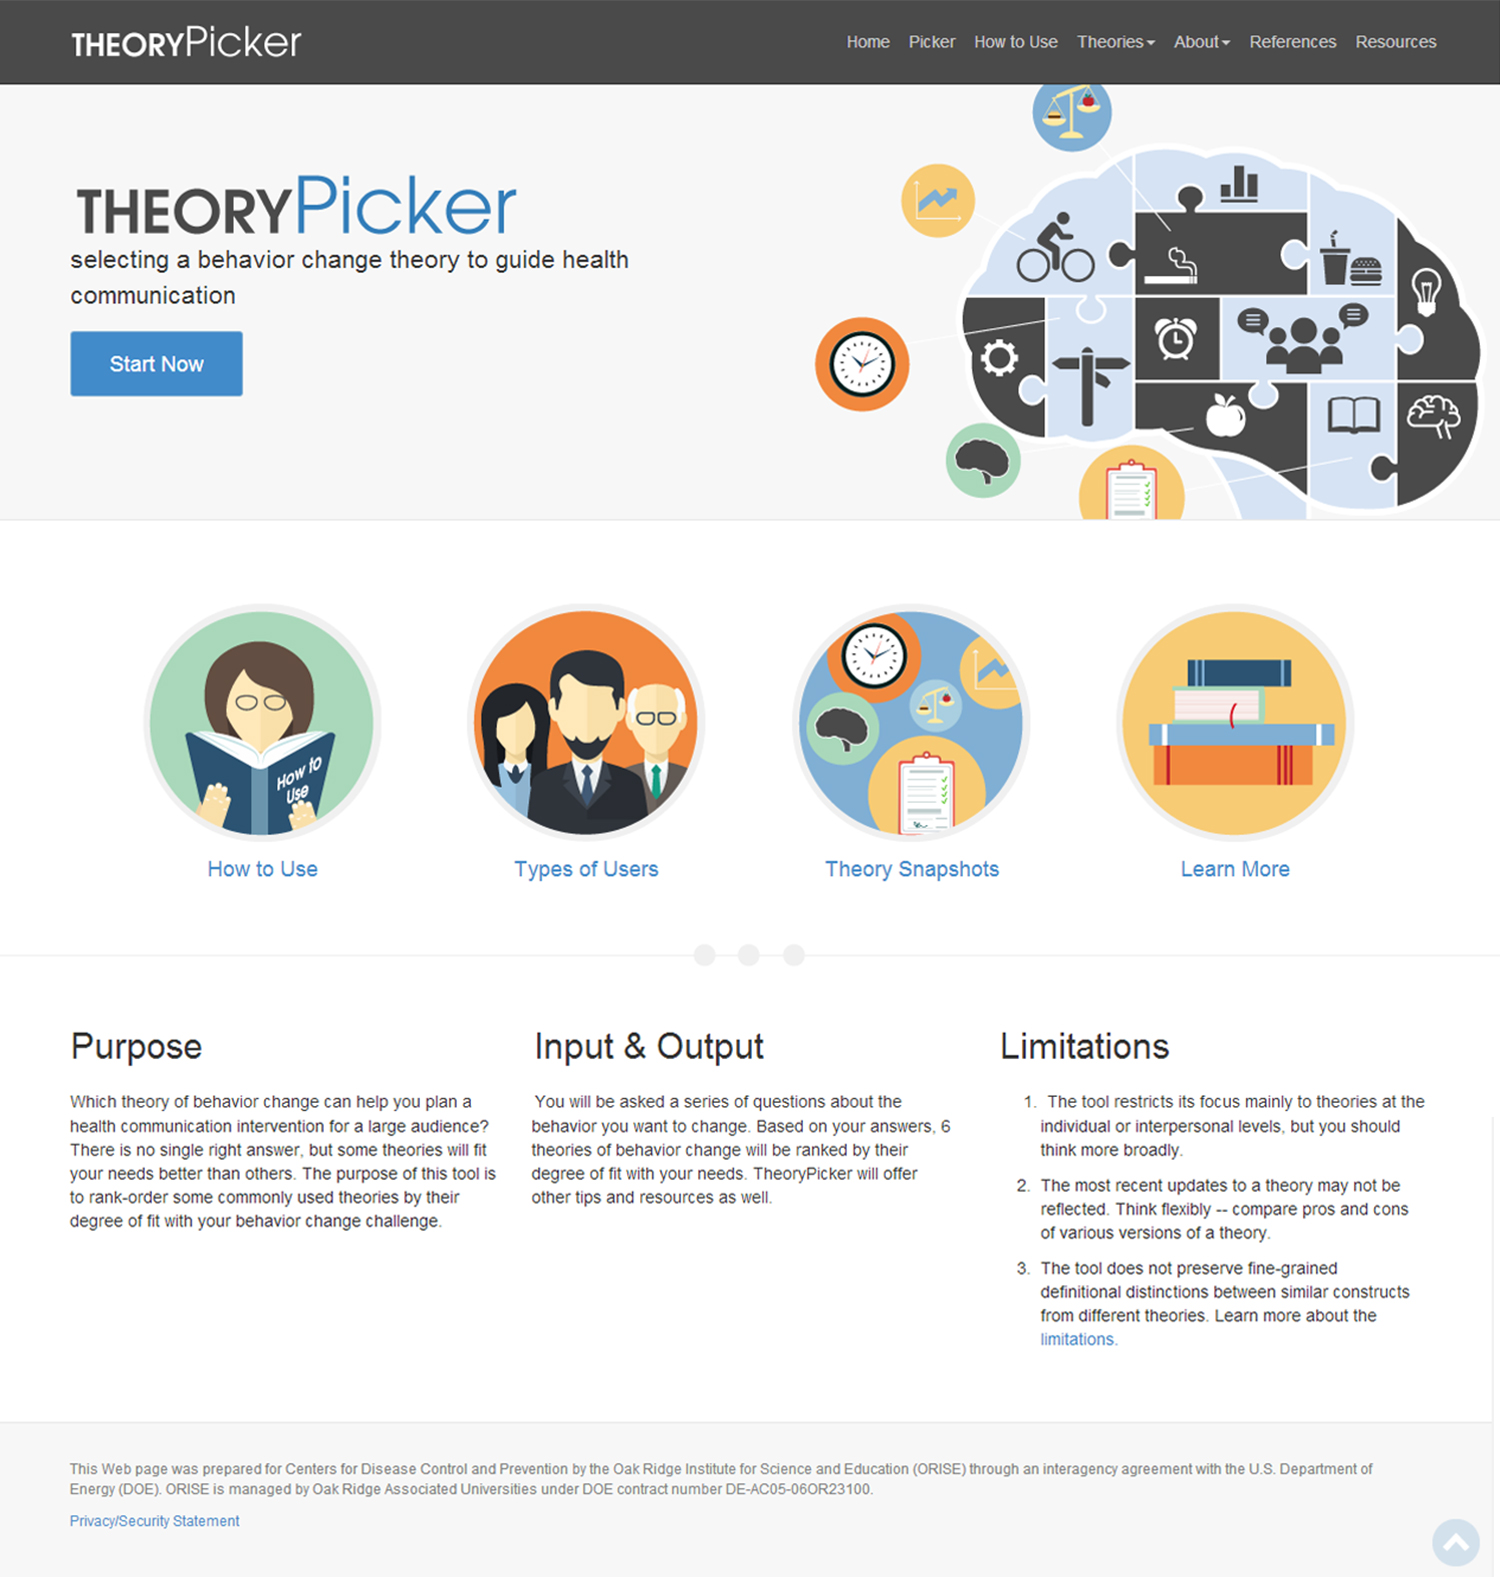 THEORYPicker
Home Picker How to Use Theories About References Resources
THEORYPicker
selecting a behavior change theory to guide health
communication
Start Now
How to
Use
How to Use
Types of Users
Theory Snapshots
Learn More
Purpose
Which theory of behavior change can help you plan a
health communication intervention for a large audience?
There is no single right answer, but some theories will fit
your needs better than others. The purpose of this tool is
to rank-order some commonly used theories by their
degree of fit with your behavior change challenge.
Input & Output
You will be asked a series of questions about the
behavior you want to change. Based on your answers, 6
theories of behavior change will be ranked by their
degree of fit with your needs. TheoryPicker will offer
other tips and resources as well.
Limitations
1. The tool restricts its focus mainly to theories at the
individual or interpersonal levels, but you should
think more broadly.
2. The most recent updates to a theory may not be
reflected. Think flexibly -- compare pros and cons
of various versions of a theory.
3. The tool does not preserve fine-grained
definitional distinctions between similar constructs
from different theories. Learn more about the
limitations.
This Web page was prepared for Centers for Disease Control and Prevention by the Oak Ridge Institute for Science and Education (ORISE) through an interagency agreement with the U.S. Department of
Energy (DOE). ORISE is managed by Oak Ridge Associated Universities under DOE contract number DE-AC05-06OR23100.
Privacy/Security Statement